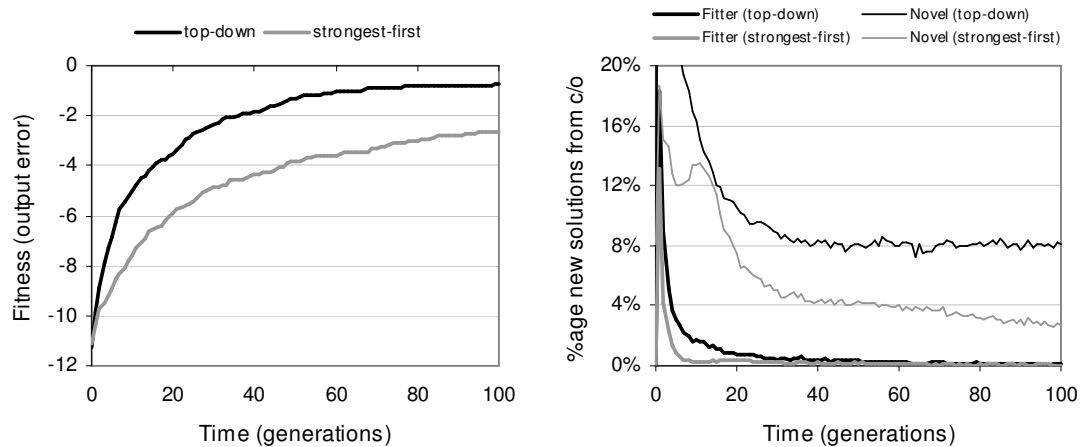 top-down strongest-first
Fitness (output error)
0
-2
-4
-6
-8
-10
-12
0 20 40 60 80 100
Time (generations)
Fitter (top-down) Novel (top-down)
Fitter (strongest-first) Novel (strongest-first)
%age new solutions from c/o
20%
16%
12%
8%
4%
0%
0 20 40 60 80 100
Time (generations)